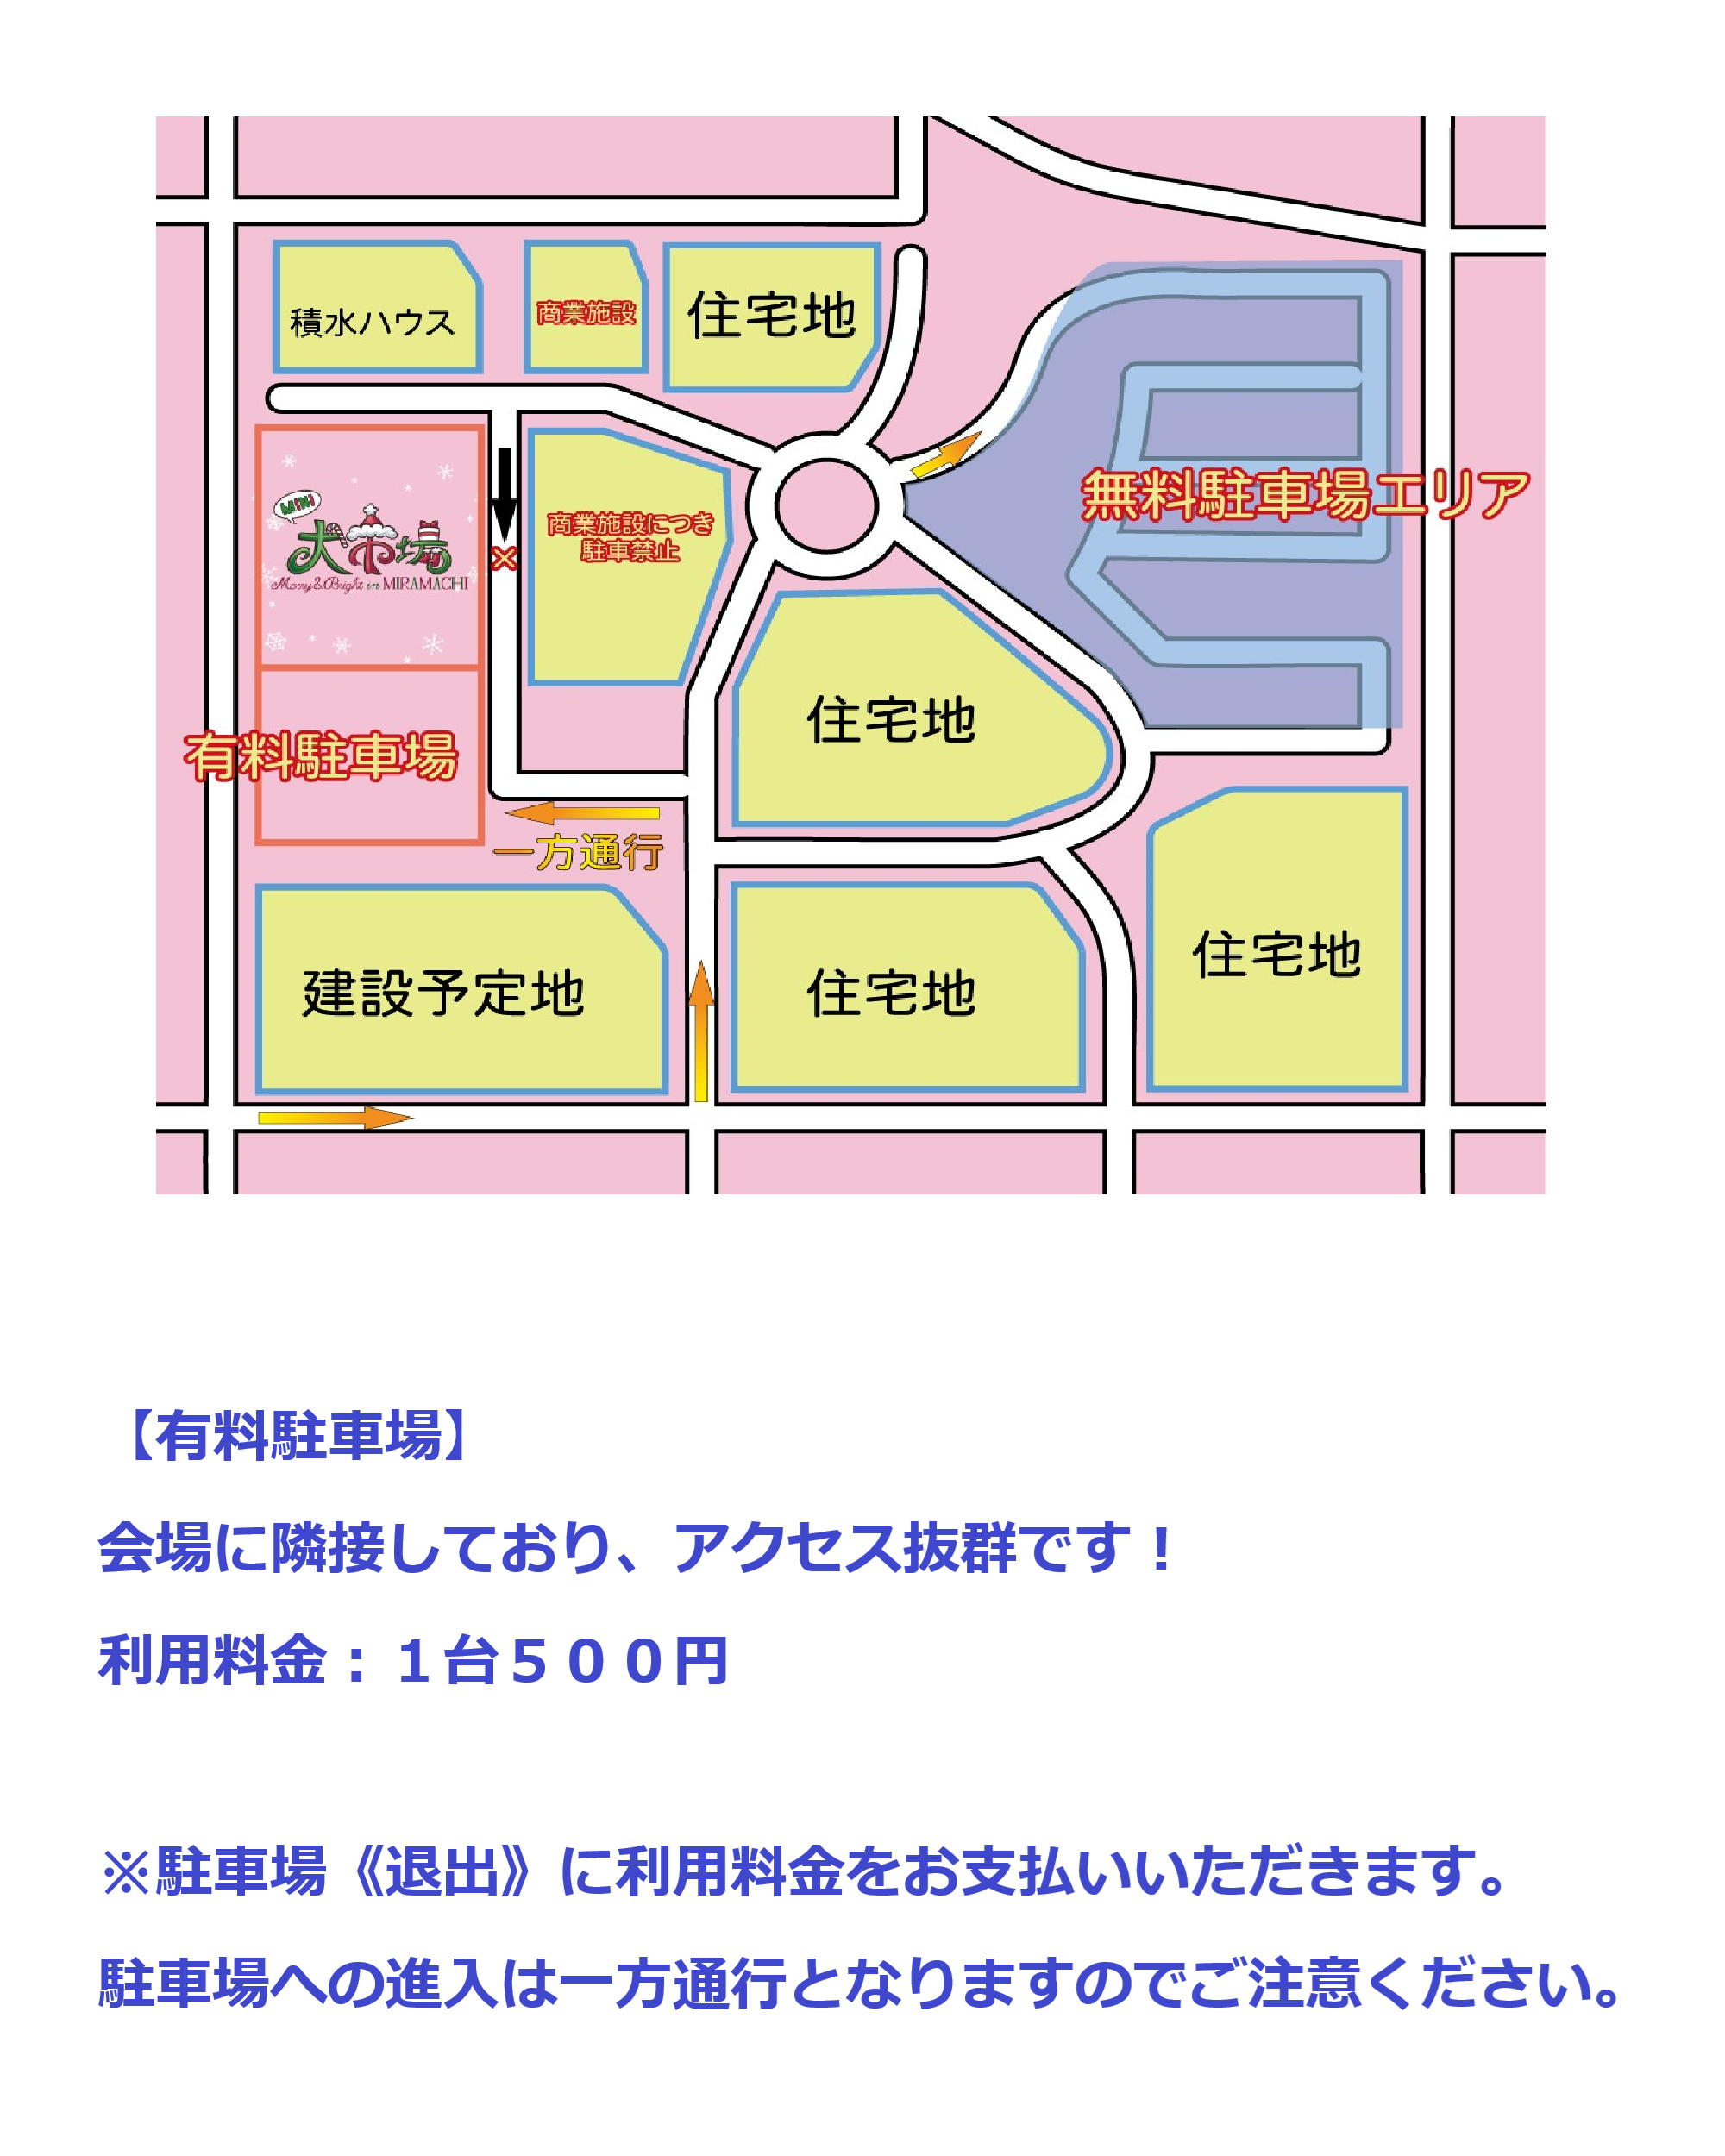 積水ハウス
商業施設
住宅地
MINI
犬市場
Merry&Bright in MIRAMACHI
×
商業施設につき
駐車禁止
無料駐車場エリア
住宅地
有料駐車場
一方通行
建設予定地
住宅地
住宅地
【有料駐車場】
会場に隣接しており、アクセス抜群です！
利用料金：１台５００円
※駐車場《退出》に利用料金をお支払いいただきます。
駐車場への進入は一方通行となりますのでご注意ください。